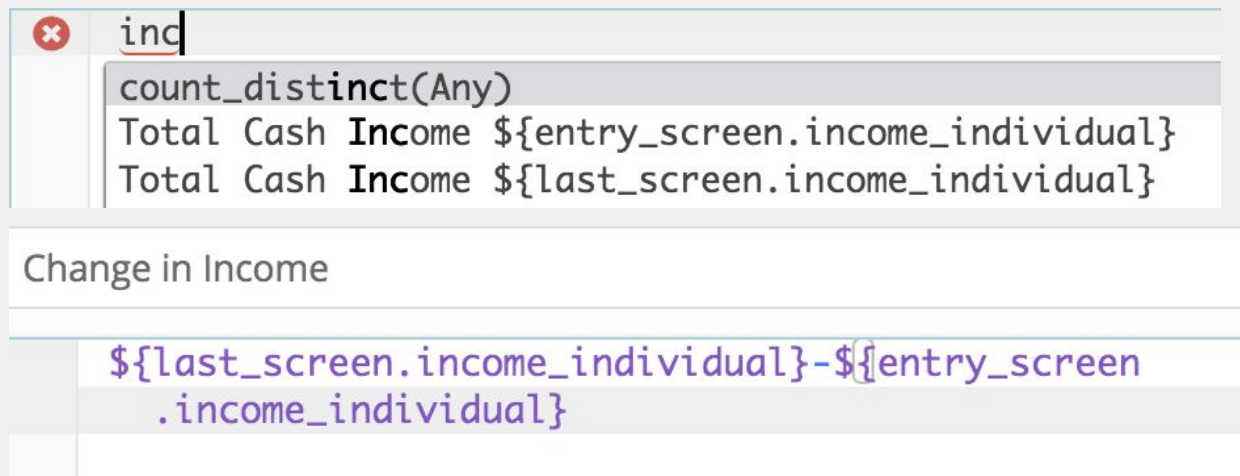 inc
count_distinct(Any)
Total Cash Income ${entry_screen.income_individual}
Total Cash Income ${last_screen.income_individual}
Change in Income
${last_screen.income_individual}-${entry_screen
.income_individual}